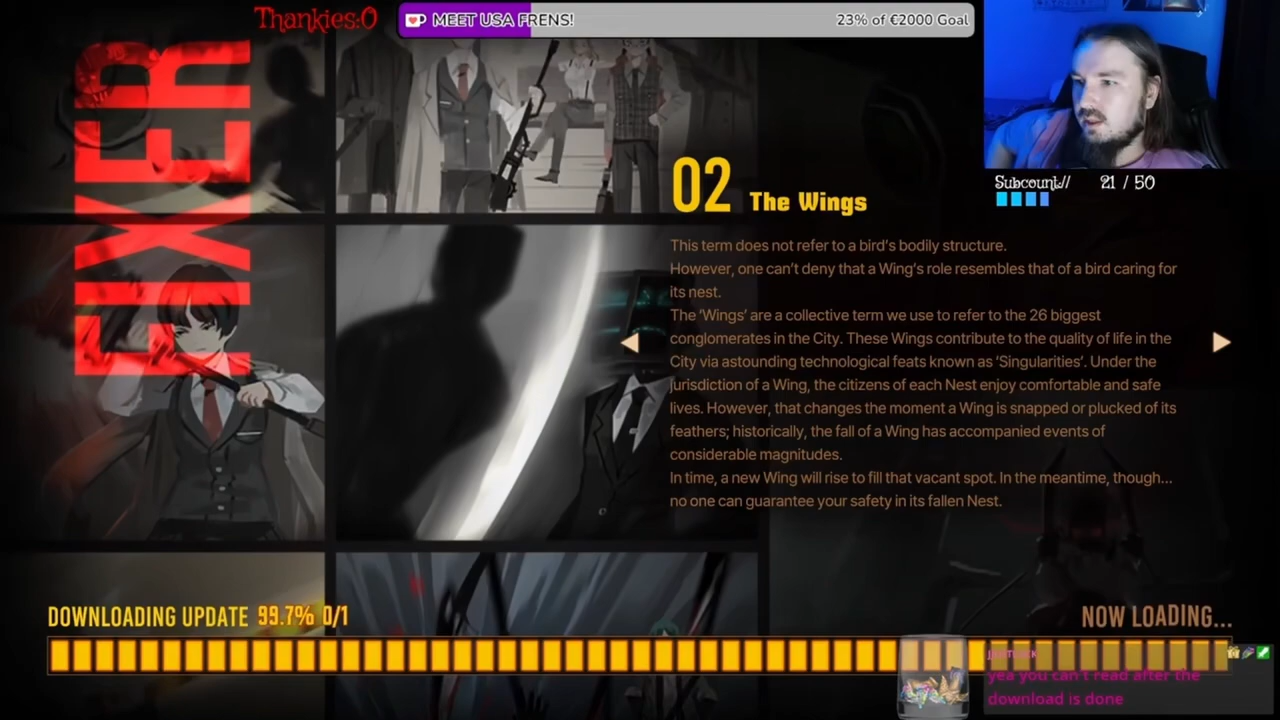 Thankies:O
MEET USA FRENS!
23% of €2000 Goal
FIXER
Subcount// 21 / 50
02 The Wings
This term does not refer to a bird's bodily structure.
However, one can't deny that a Wing's role resembles that of a bird caring for
its nest.
The 'Wings' are a collective term we use to refer to the 26 biggest
conglomerates in the City. These Wings contribute to the quality of life in the
City via astounding technological feats known as 'Singularities'. Under the
jurisdiction of a Wing, the citizens of each Nest enjoy comfortable and safe
lives. However, that changes the moment a Wing is snapped or plucked of its
feathers; historically, the fall of a Wing has accompanied events of
considerable magnitudes.
In time, a new Wing will rise to fill that vacant spot. In the meantime, though...
no one can guarantee your safety in its fallen Nest.
DOWNLOADING UPDATE 99.7% 0/1
NOW LOADING...
yea you can't read after the
download is done